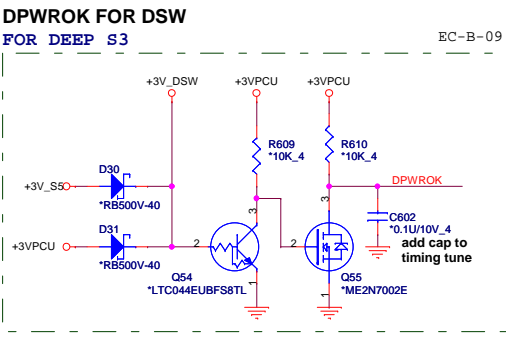 DPWROK FOR DSW
FOR DEEP S3
EC-B-09
+3V_DSW
+3VPCU
+3VPCU
R609
*10K_4
R610
*10K_4
D30
+3V_S5
*RB500V-40
DPWROK
3
3
C602
*0.1U/10V_4
D31
+3VPCU
*RB500V-40
2
2
add cap to
timing tune
Q54
*LTC044EUBFS8TL
1
Q55
*ME2N7002E
1